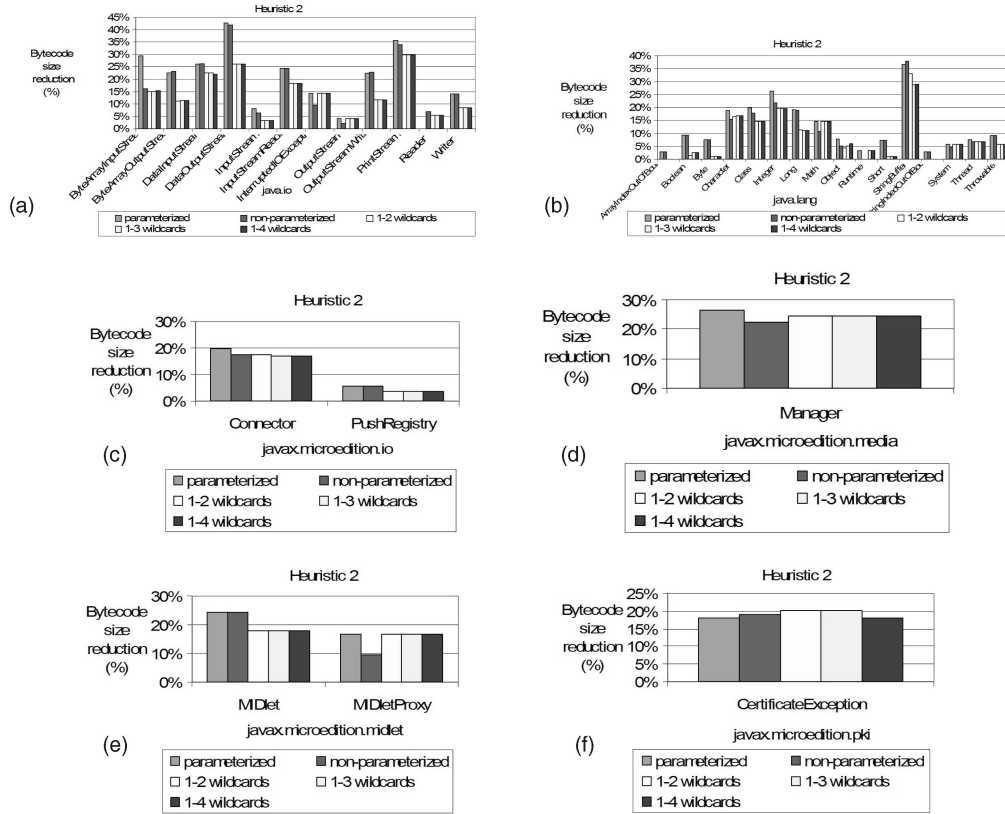 Heuristic 2
Bytecode
size
reduction
(%)
45%
40%
35%
30%
25%
20%
15%
10%
5%
0%
ByteArrayInputStrea
ByteArrayOutputStrea
DataInputStream
DataOutputStream
InputStream
InputStreamReade
InterruptedIOExcept
OutputStream
OutputStreamWrite
PrintStream
Reader
Writer
java.io
(a)
parameterized
non-parameterized
1-2 wildcards
1-3 wildcards
1-4 wildcards
Heuristic 2
Bytecode
size
reduction
(%)
40%
35%
30%
25%
20%
15%
10%
5%
0%
ArrayIndexOutOfBou
Boolean
Byte
Character
Class
Integer
Long
Math
Object
Runtime
Short
StringBuffer
ringIndedOutOfBou
System
Thread
Throwable
java.lang
(b)
parameterized
non-parameterized
1-2 wildcards
1-3 wildcards
1-4 wildcards
Heuristic 2
Bytecode
size
reduction
(%)
30%
20%
10%
0%
Connector
PushRegistry
javax.microedition.io
(c)
parameterized
non-parameterized
1-2 wildcards
1-3 wildcards
1-4 wildcards
Heuristic 2
Bytecode
size
reduction
(%)
30%
20%
10%
0%
Manager
javax.microedition.media
(d)
parameterized
non-parameterized
1-2 wildcards
1-3 wildcards
1-4 wildcards
Heuristic 2
Bytecode
size
reduction
(%)
30%
20%
10%
0%
MIDlet
MIDletProxy
javax.microedition.midlet
(e)
parameterized
non-parameterized
1-2 wildcards
1-3 wildcards
1-4 wildcards
Heuristic 2
Bytecode
size
reduction
(%)
25%
20%
15%
10%
5%
0%
CertificateException
javax.microedition.pki
(f)
parameterized
non-parameterized
1-2 wildcards
1-3 wildcards
1-4 wildcards